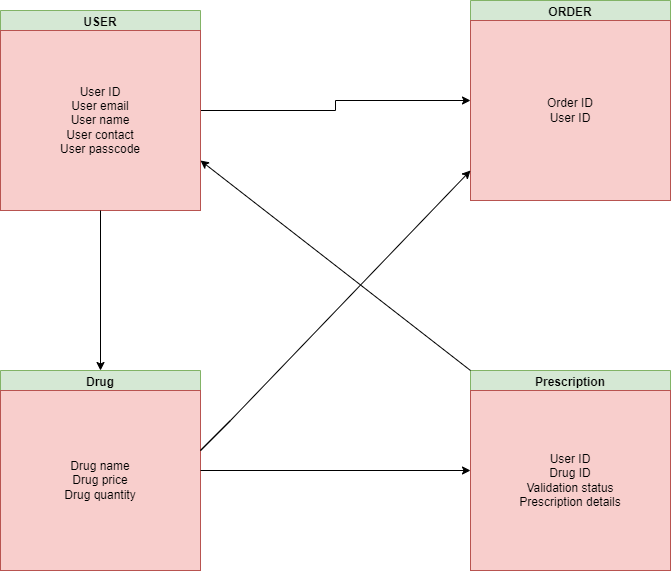 USER
User ID
User email
User name
User contact
User passcode
ORDER
Order ID
User ID
Drug
Drug name
Drug price
Drug quantity
Prescription
User ID
Drug ID
Validation status
Prescription details